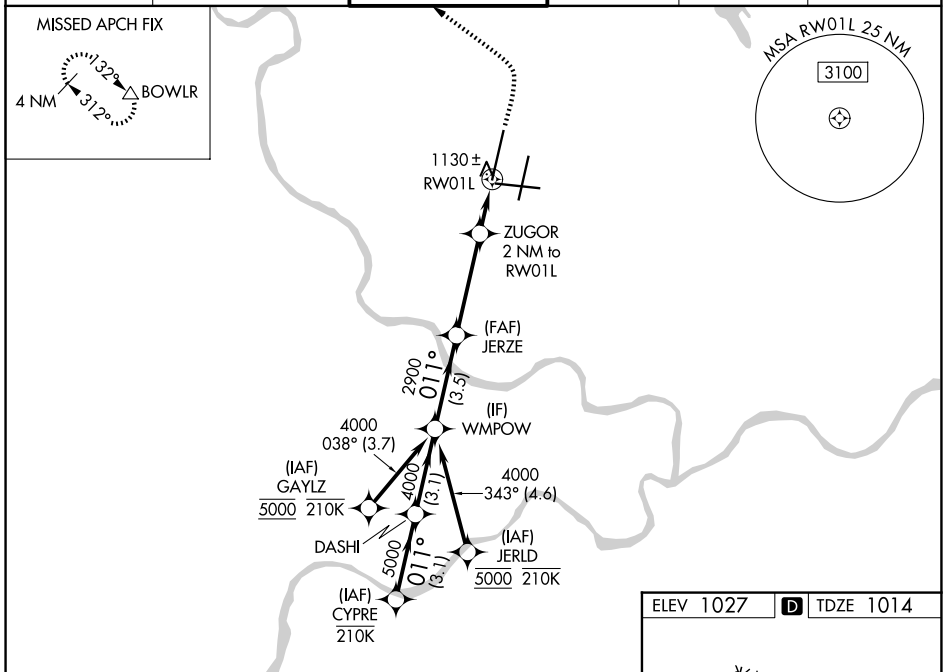 MISSED APCH FIX
132°
4 NM
312°
BOWLR
MSA RW01L 25 NM
3100
1130 ±
RW01L
ZUGOR
2 NM to
RW01L
(FAF)
JERZE
2900
011°
(3.5)
(IF)
WMPOW
4000
038° (3.7)
4000
343° (4.6)
(IAF)
GAYLZ
5000 210K
4000
(3.1)
DASHI
(IAF)
JERLD
5000 210K
5000
011°
(3.1)
(IAF)
CYPRE
210K
ELEV 1027 D TDZE 1014